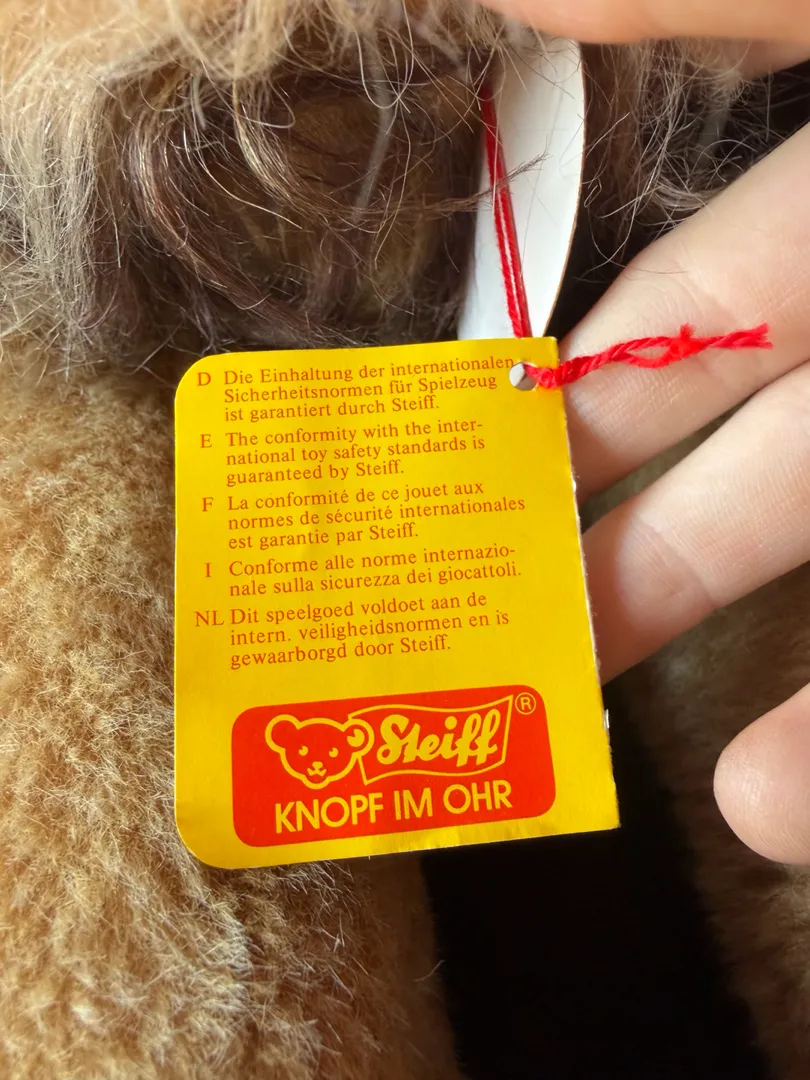 D Die Einhaltung der internationalen
Sicherheitsnormen für Spielzeug
ist garantiert durch Steiff.
E The conformity with the inter-
national toy safety standards is
guaranteed by Steiff.
F La conformité de ce jouet aux
normes de sécurité internationales
est garantie par Steiff.
I Conforme alle norme internazio-
nale sulla sicurezza dei giocattoli.
NL Dit speelgoed voldoet aan de
intern. veiligheidsnormen en is
gewaarborgd door Steiff.
Steiff ®
KNOPF IM OHR